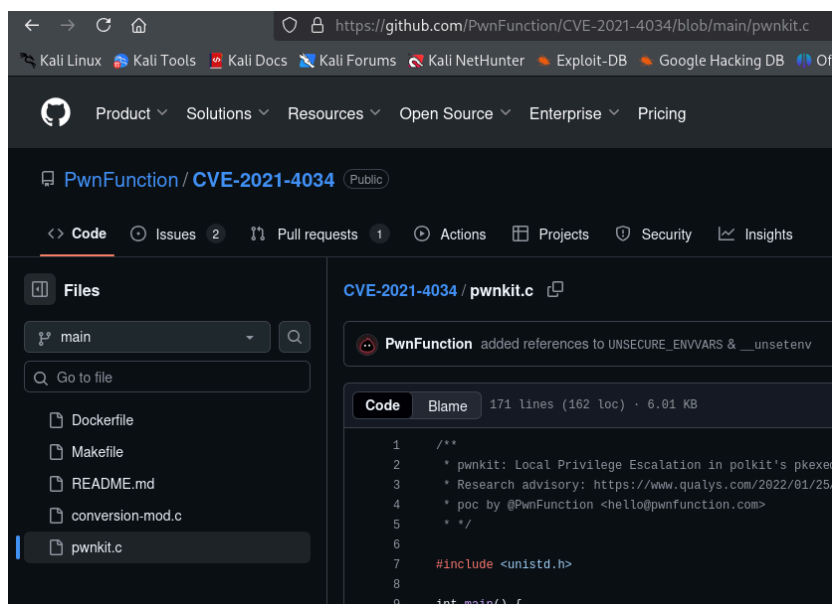 https://github.com/PwnFunction/CVE-2021-4034/blob/main/pwnkit.c
Kali Linux Kali Tools Kali Docs Kali Forums Kali NetHunter Exploit-DB Google Hacking DB Of
Product Solutions Resources Open Source Enterprise Pricing
PwnFunction / CVE-2021-4034 Public
<> Code Issues 2 Pull requests 1 Actions Projects Security Insights
Files
main
Go to file
Dockerfile
Makefile
README.md
conversion-mod.c
pwnkit.c
CVE-2021-4034 / pwnkit.c
PwnFunction added references to UNSECURE_ENVVARS & __unsetenv
Code Blame 171 lines (162 loc) · 6.01 KB
1 /**
2 * pwnkit: Local Privilege Escalation in polkit's pkexe
3 * Research advisory: https://www.qualys.com/2022/01/25/
4 * poc by @PwnFunction <hello@pwnfunction.com>
5 * */
6
7 #include <unistd.h>
8
9 int main() {